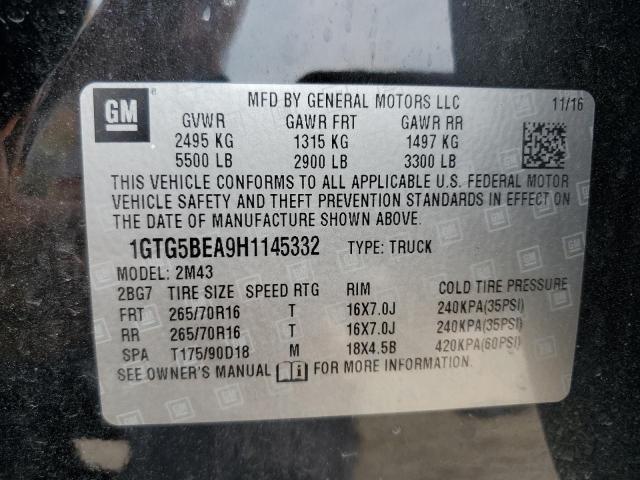 GM ®
MFD BY GENERAL MOTORS LLC 11/16
GVWR GAWR FRT GAWR RR
2495 KG 1315 KG 1497 KG
5500 LB 2900 LB 3300 LB
THIS VEHICLE CONFORMS TO ALL APPLICABLE U.S. FEDERAL MOTOR
VEHICLE SAFETY AND THEFT PREVENTION STANDARDS IN EFFECT ON
THE DATE OF MANUFACTURE SHOWN ABOVE.
1GTG5BEA9H1145332 TYPE: TRUCK
MODEL: 2M43
2BG7 TIRE SIZE SPEED RTG RIM COLD TIRE PRESSURE
FRT 265/70R16 T 16X7.0J 240KPA(35PSI)
RR 265/70R16 T 16X7.0J 240KPA(35PSI)
SPA T175/90D18 M 18X4.5B 420KPA(60PSI)
SEE OWNER'S MANUAL i FOR MORE INFORMATION.